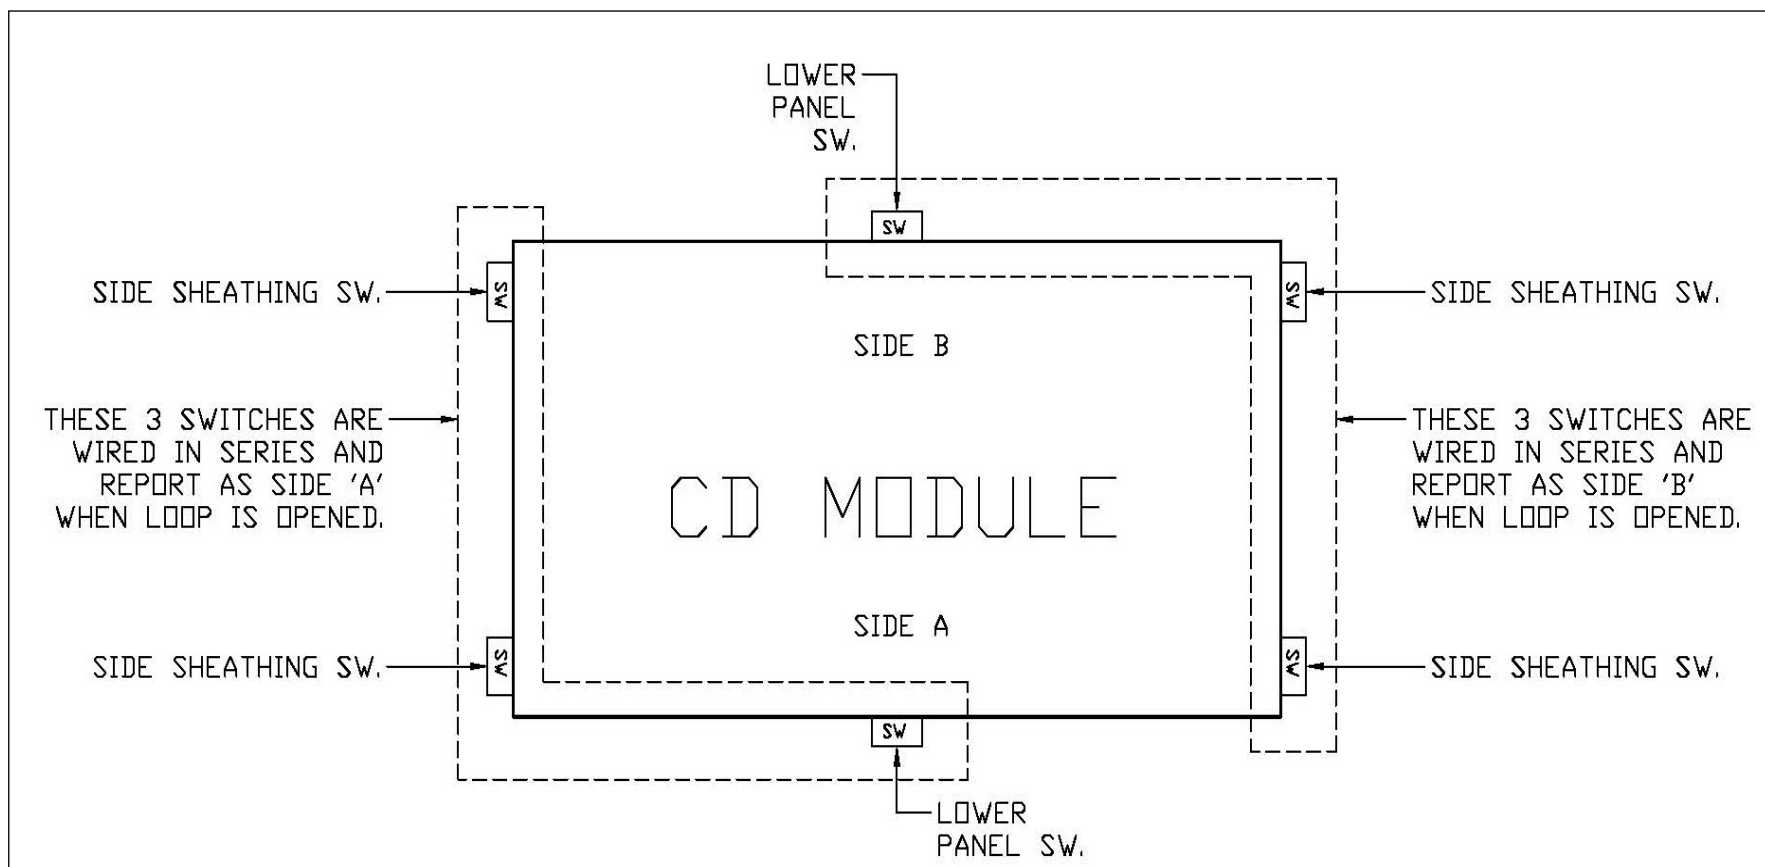 LOWER
PANEL
SW.
SW
SIDE SHEATHING SW.
SW
SW
SIDE SHEATHING SW.
SIDE B
THESE 3 SWITCHES ARE
WIRED IN SERIES AND
REPORT AS SIDE 'A'
WHEN LOOP IS OPENED.
THESE 3 SWITCHES ARE
WIRED IN SERIES AND
REPORT AS SIDE 'B'
WHEN LOOP IS OPENED.
CD MODULE
SIDE A
SIDE SHEATHING SW.
SW
SW
SIDE SHEATHING SW.
SW
LOWER
PANEL SW.